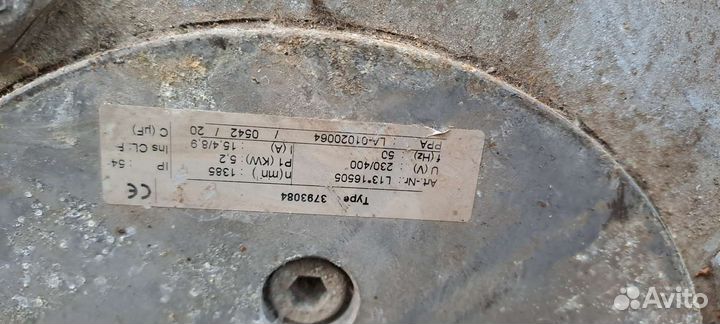 Type 3793084
Art.-Nr.: L13-16505
U (V) : 230/400
f (Hz) : 50
PPA : LA-01020064 / 0542 / 20
n(min ) : 1385
P1 (KW) : 5,2
I (A) : 15,4/8,9
IP : 54
Ins CL: F
C (µF) :
CE
Avito